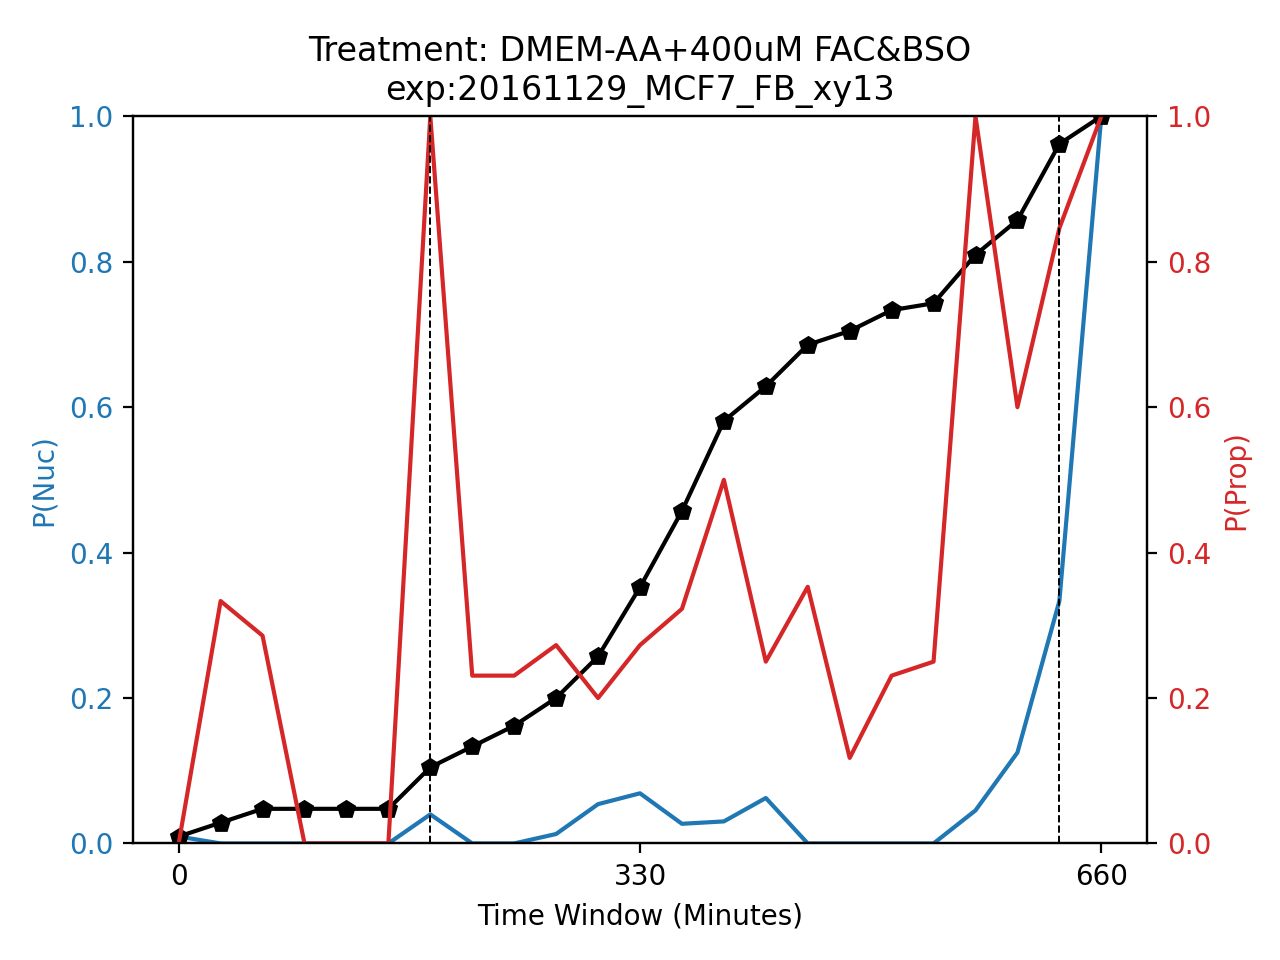 Treatment: DMEM-AA+400uM FAC&BSO
exp:20161129_MCF7_FB_xy13
1.0
0.8
0.6
0.4
0.2
0.0
P(Nuc)
1.0
0.8
0.6
0.4
0.2
0.0
P(Prop)
0 330 660
Time Window (Minutes)